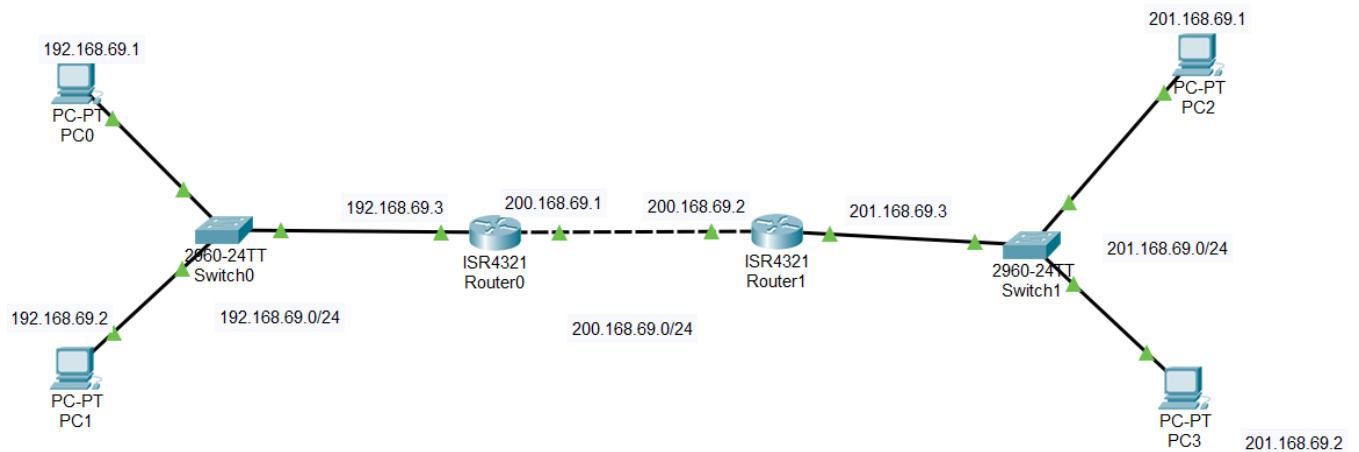 192.168.69.1
PC-PT
PC0
201.168.69.1
PC-PT
PC2
2960-24TT
Switch0
192.168.69.3
ISR4321
Router0
200.168.69.1
200.168.69.2
ISR4321
Router1
201.168.69.3
2960-24TT
Switch1
201.168.69.0/24
192.168.69.2
PC-PT
PC1
192.168.69.0/24
200.168.69.0/24
PC-PT
PC3
201.168.69.2